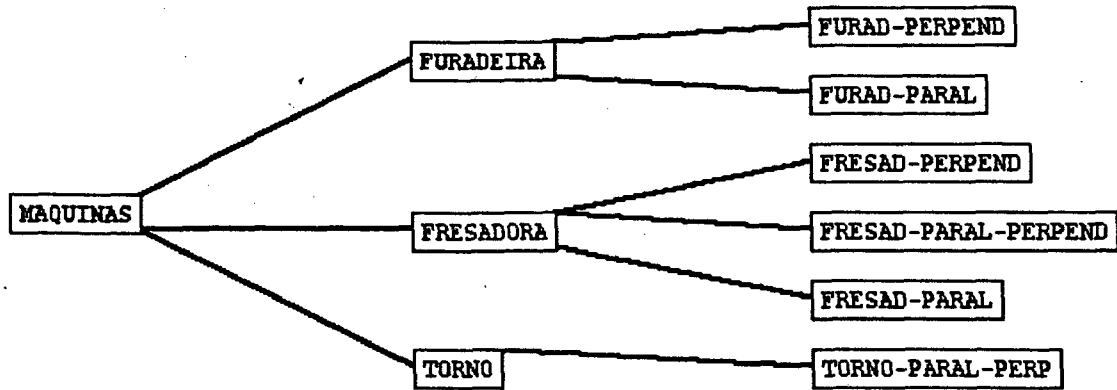 FURAD-PERPEND
FURADEIRA
FURAD-PARAL
FRESAD-PERPEND
MAQUINAS
FRESADORA
FRESAD-PARAL-PERPEND
FRESAD-PARAL
TORNO
TORNO-PARAL-PERP